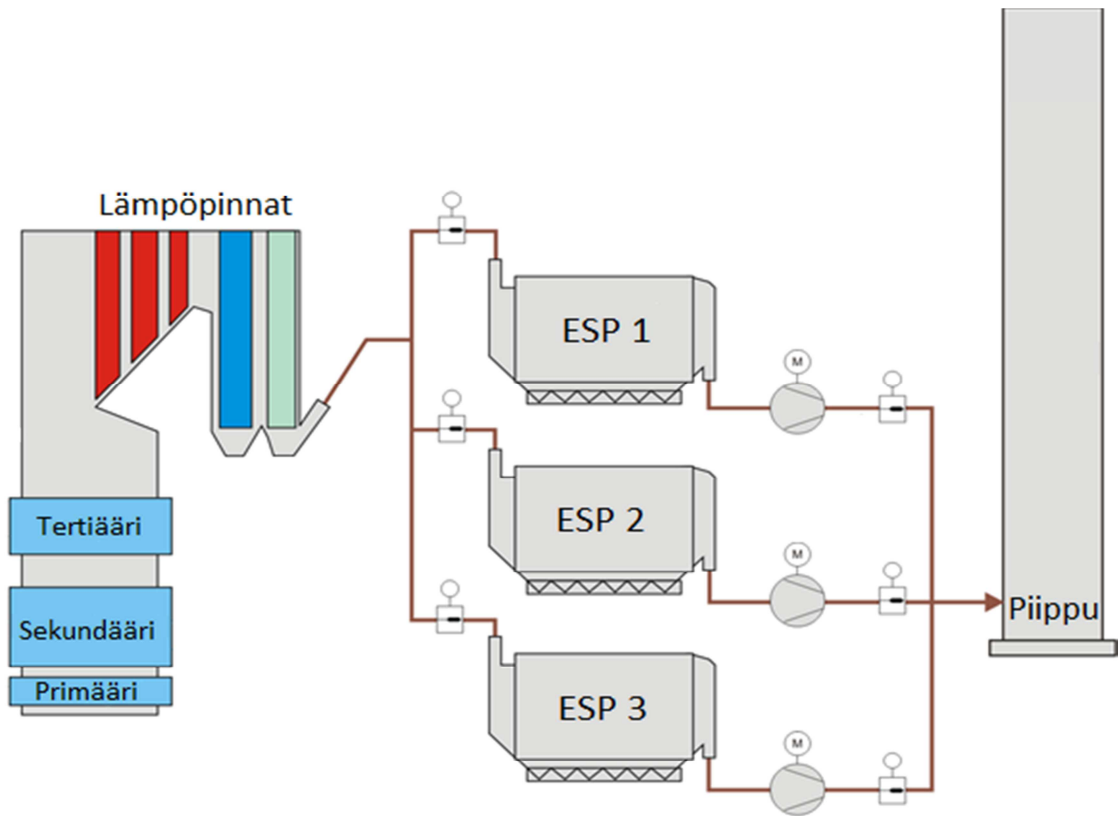 Lämpöpinnat
ESP 1
M
ESP 2
M
Tertiääri
Sekundääri
Primääri
ESP 3
M
Piippu